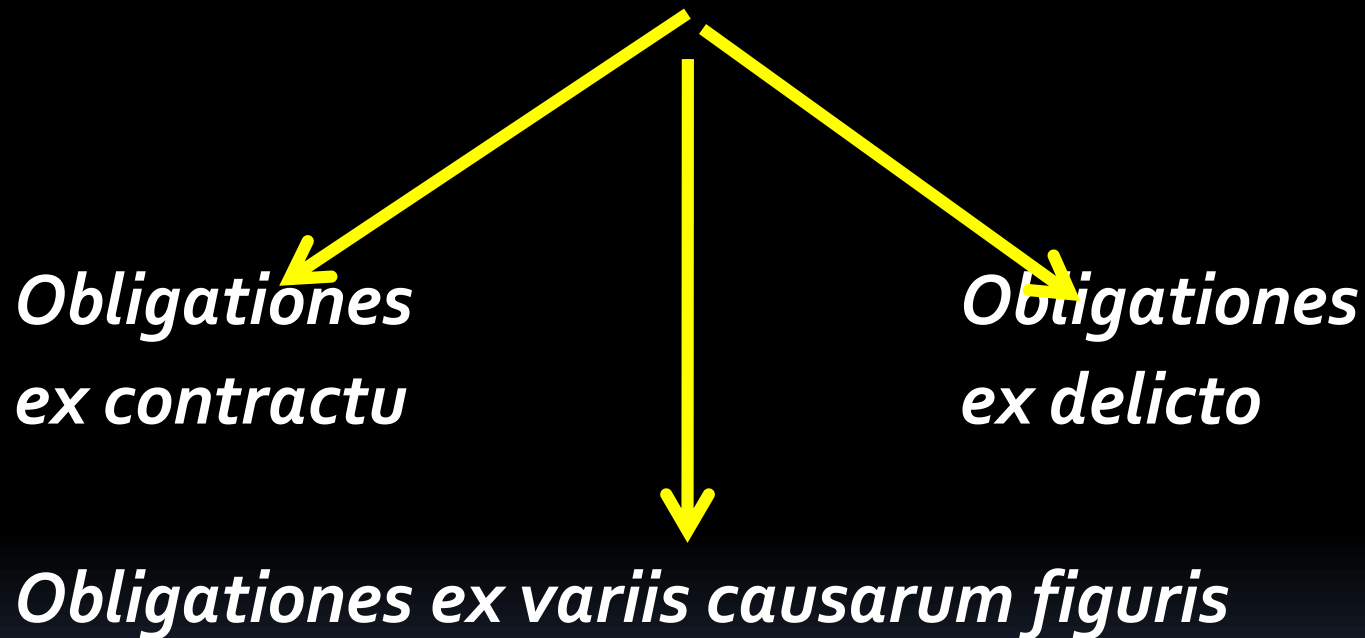 Obligationes
ex contractu
Obligationes
ex delicto
Obligationes ex variis causarum figuris